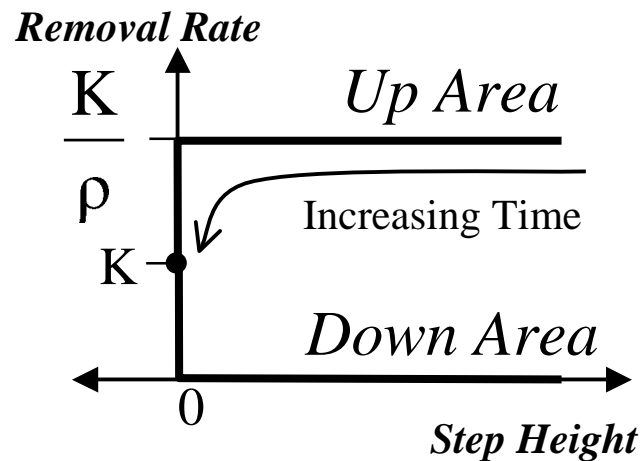 Removal Rate
K
Up Area
ρ
Increasing Time
K
Down Area
0
Step Height